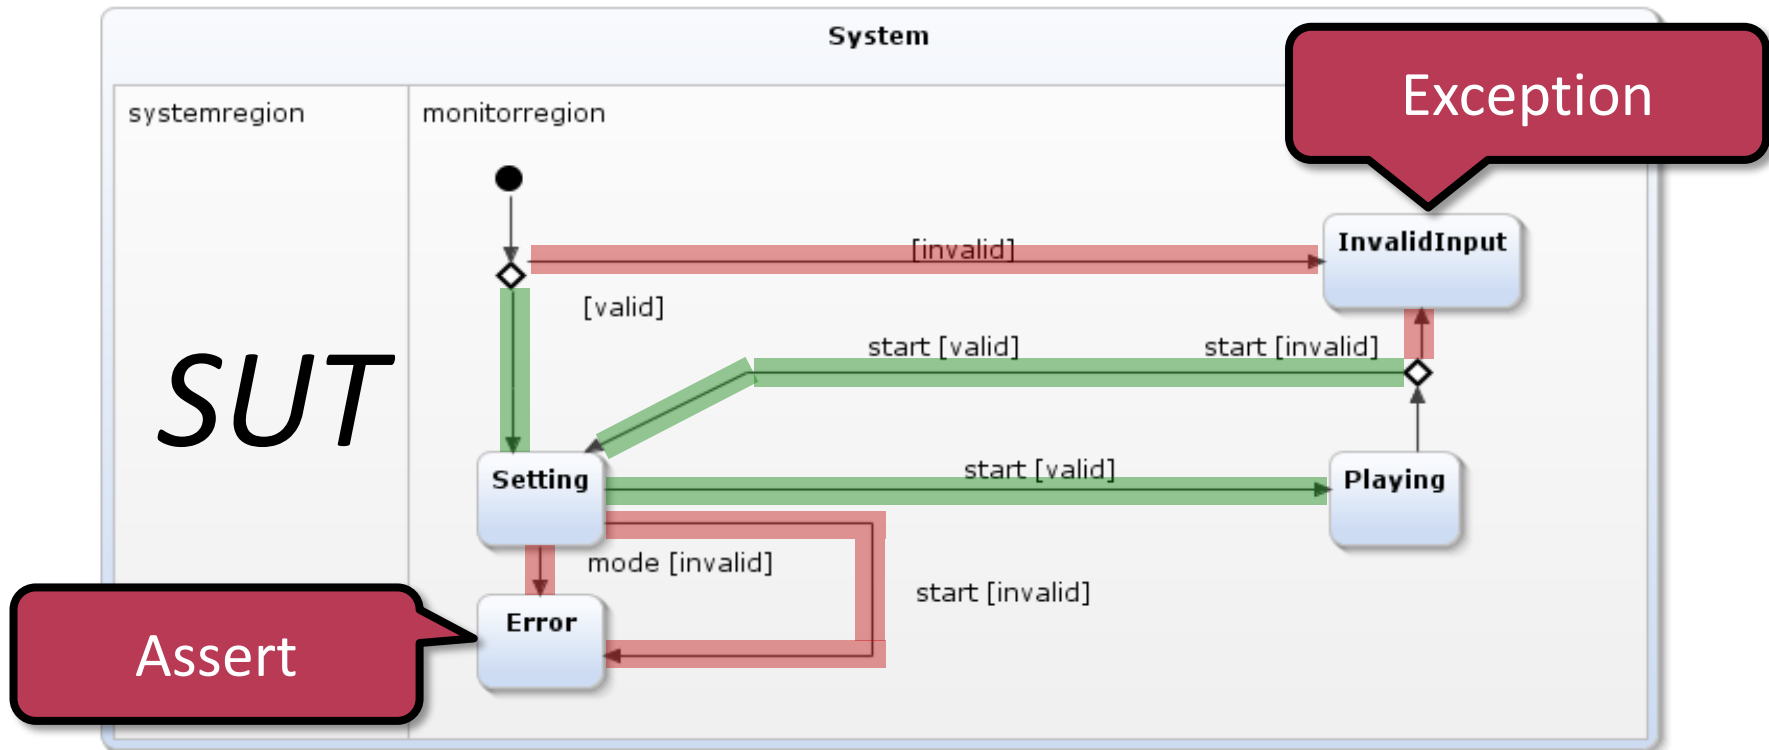 System
Exception
systemregion
monitorregion
InvalidInput
[invalid]
[valid]
start [valid]
start [invalid]
SUT
Setting
start [valid]
Playing
mode [invalid]
start [invalid]
Error
Assert